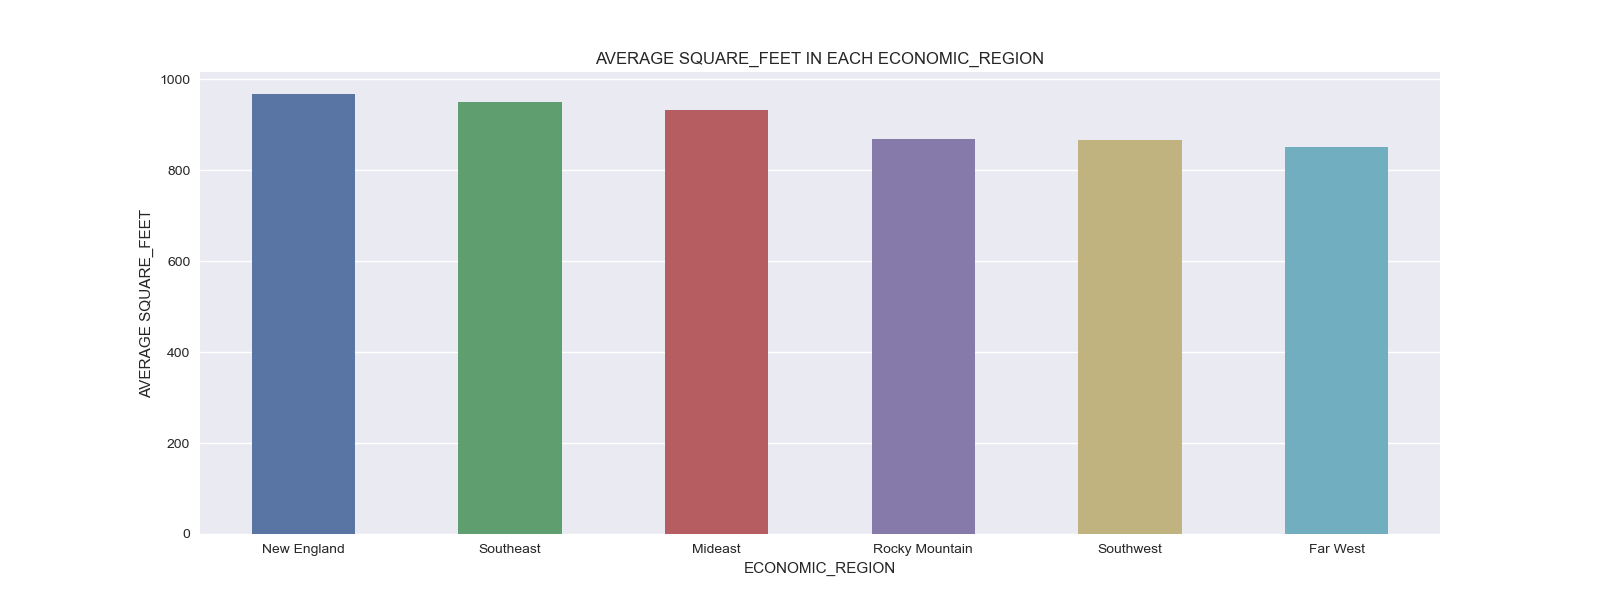 AVERAGE SQUARE_FEET IN EACH ECONOMIC_REGION
1000
800
600
400
200
0
AVERAGE SQUARE_FEET
New England Southeast Mideast Rocky Mountain Southwest Far West
ECONOMIC_REGION